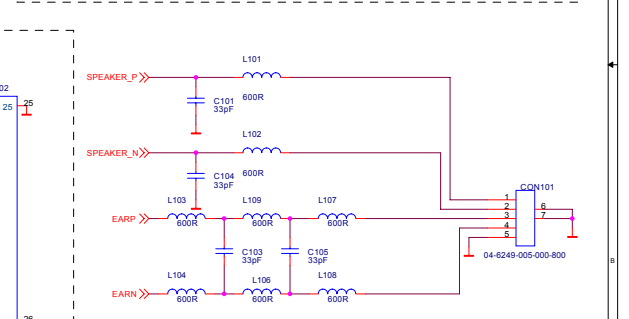 L101
02
SPEAKER_P
25
25
C101
33pF
600R
L102
SPEAKER_N
C104
33pF
600R
CON101
L103
L109
L107
1
2
3
4
5
6
7
EARP
600R
600R
600R
C103
33pF
C105
33pF
04-6249-005-000-800
B
L104
L106
L108
EARN
600R
600R
600R
26